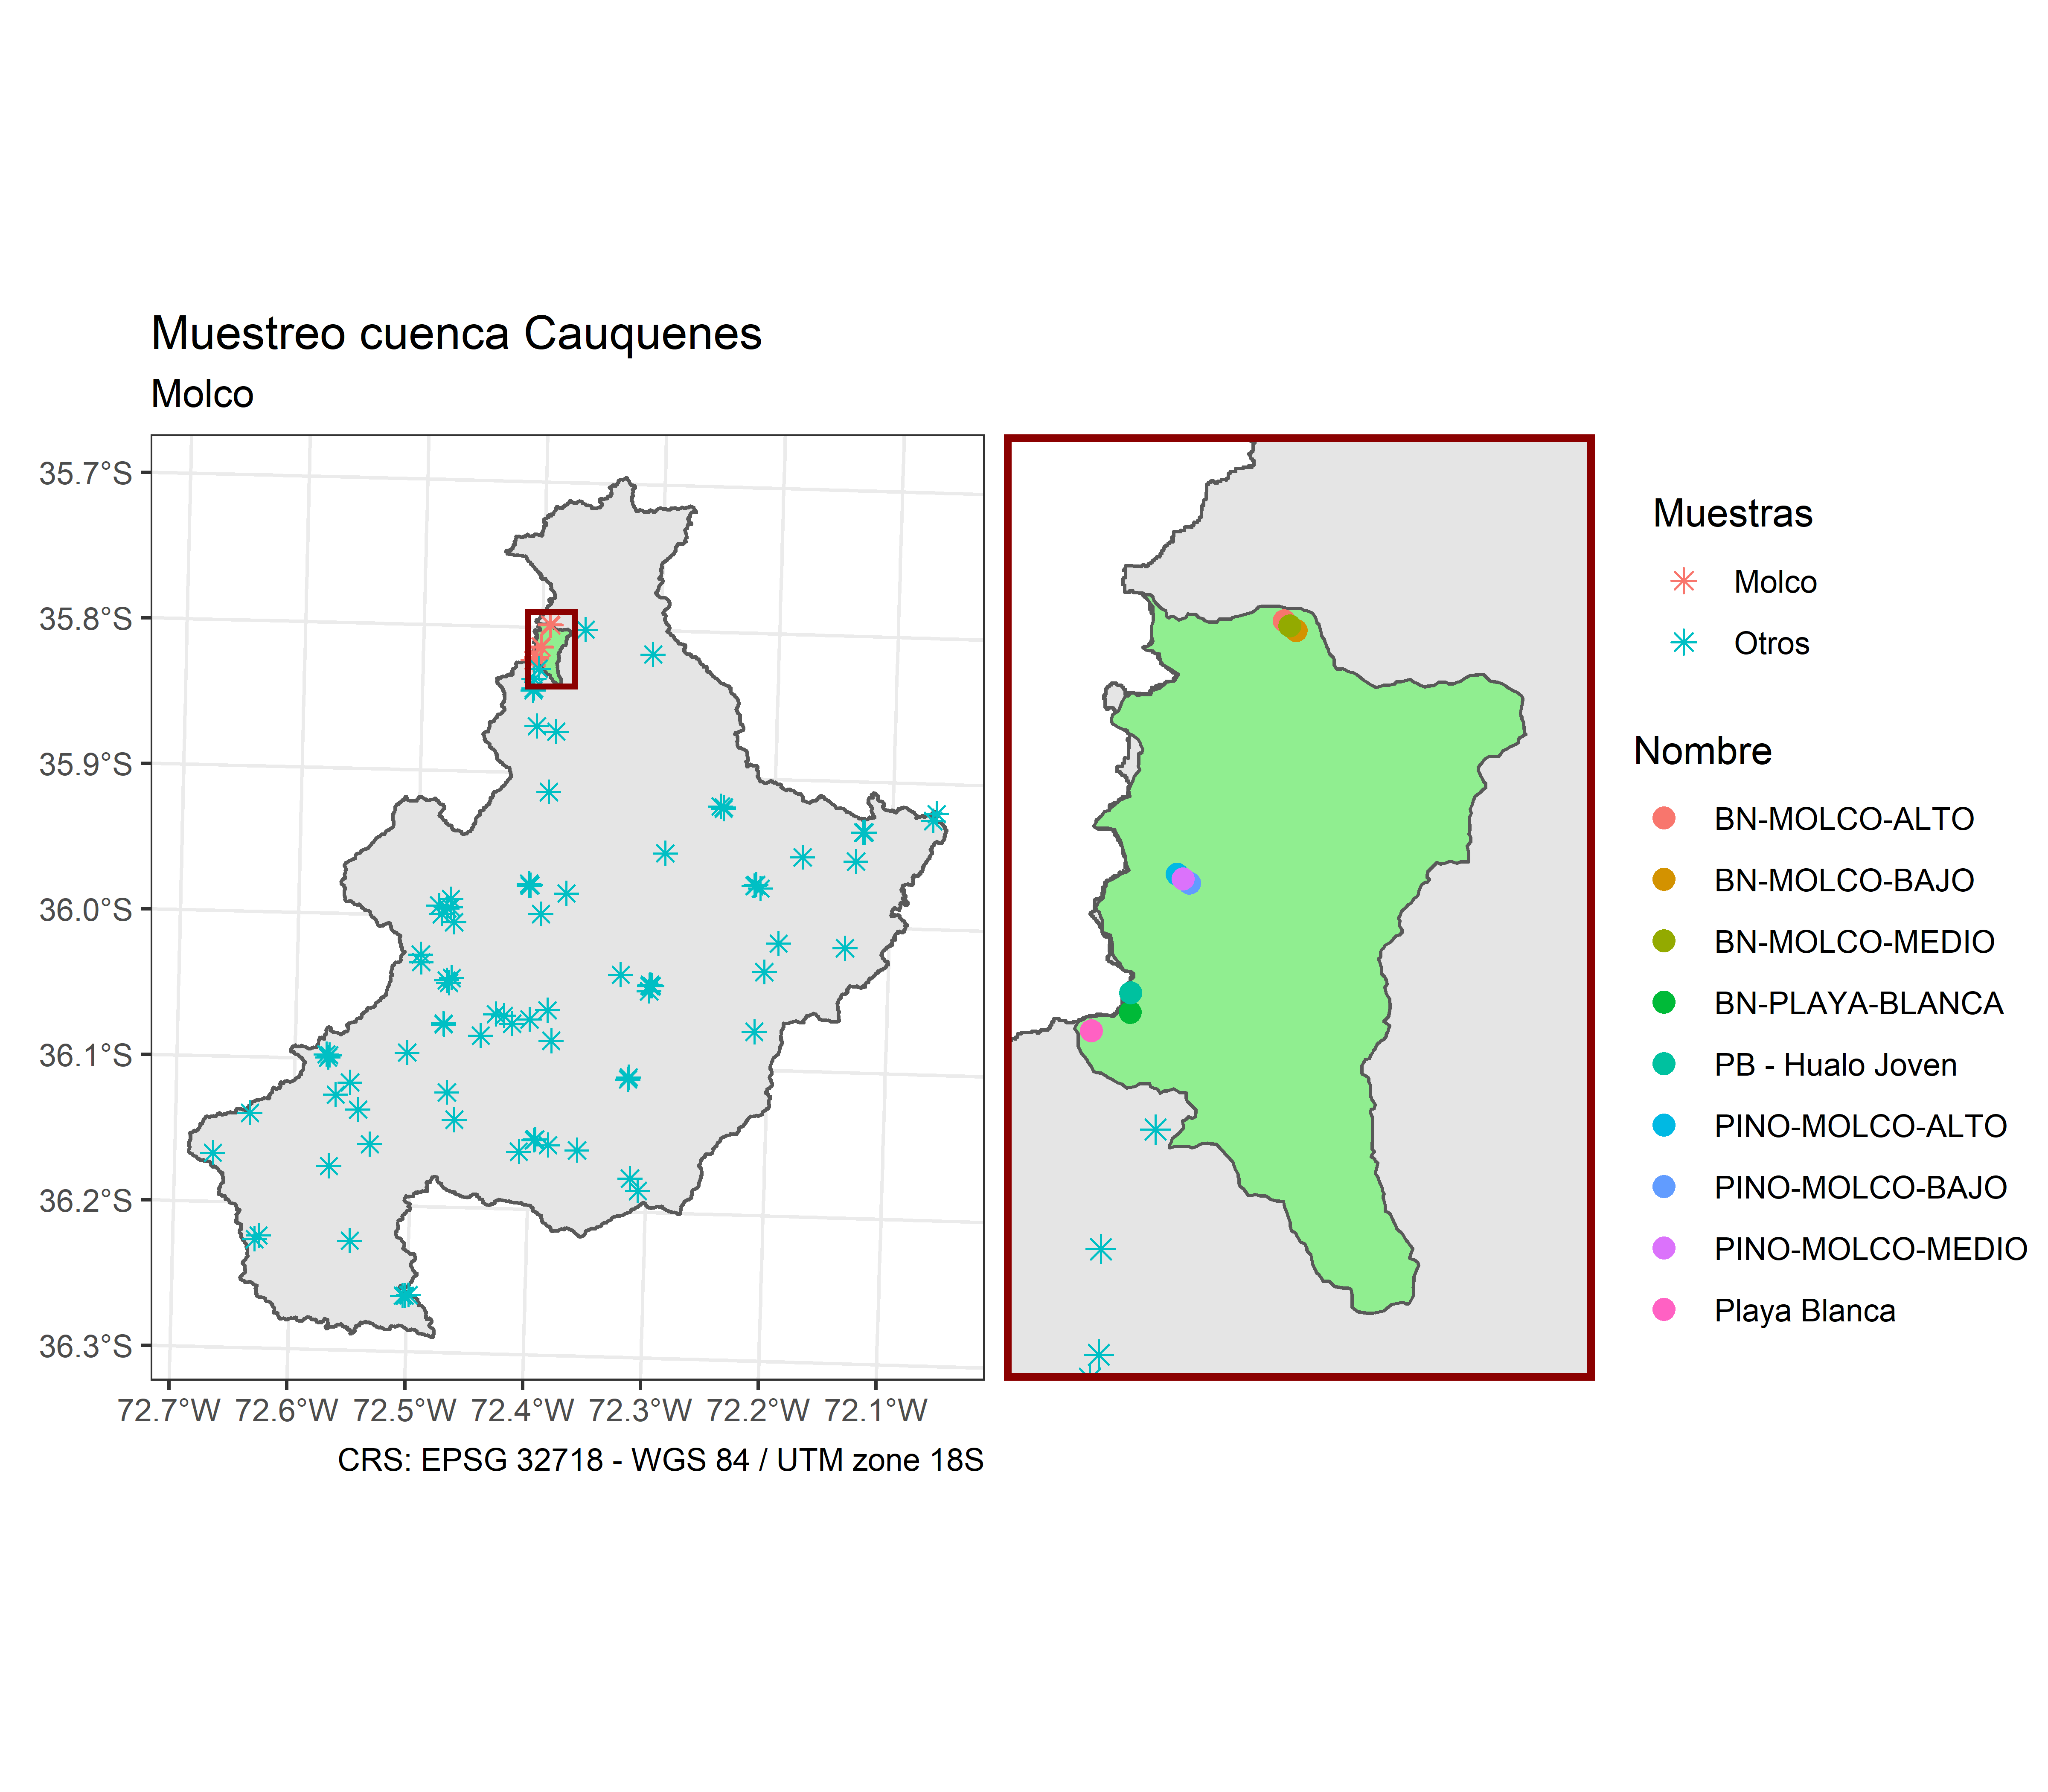 Muestreo cuenca Cauquenes
Molco
35.7°S
35.8°S
35.9°S
36.0°S
36.1°S
36.2°S
36.3°S
72.7°W 72.6°W 72.5°W 72.4°W 72.3°W 72.2°W 72.1°W
CRS: EPSG 32718 - WGS 84 / UTM zone 18S
Muestras
Molco
Otros
Nombre
BN-MOLCO-ALTO
BN-MOLCO-BAJO
BN-MOLCO-MEDIO
BN-PLAYA-BLANCA
PB - Hualo Joven
PINO-MOLCO-ALTO
PINO-MOLCO-BAJO
PINO-MOLCO-MEDIO
Playa Blanca